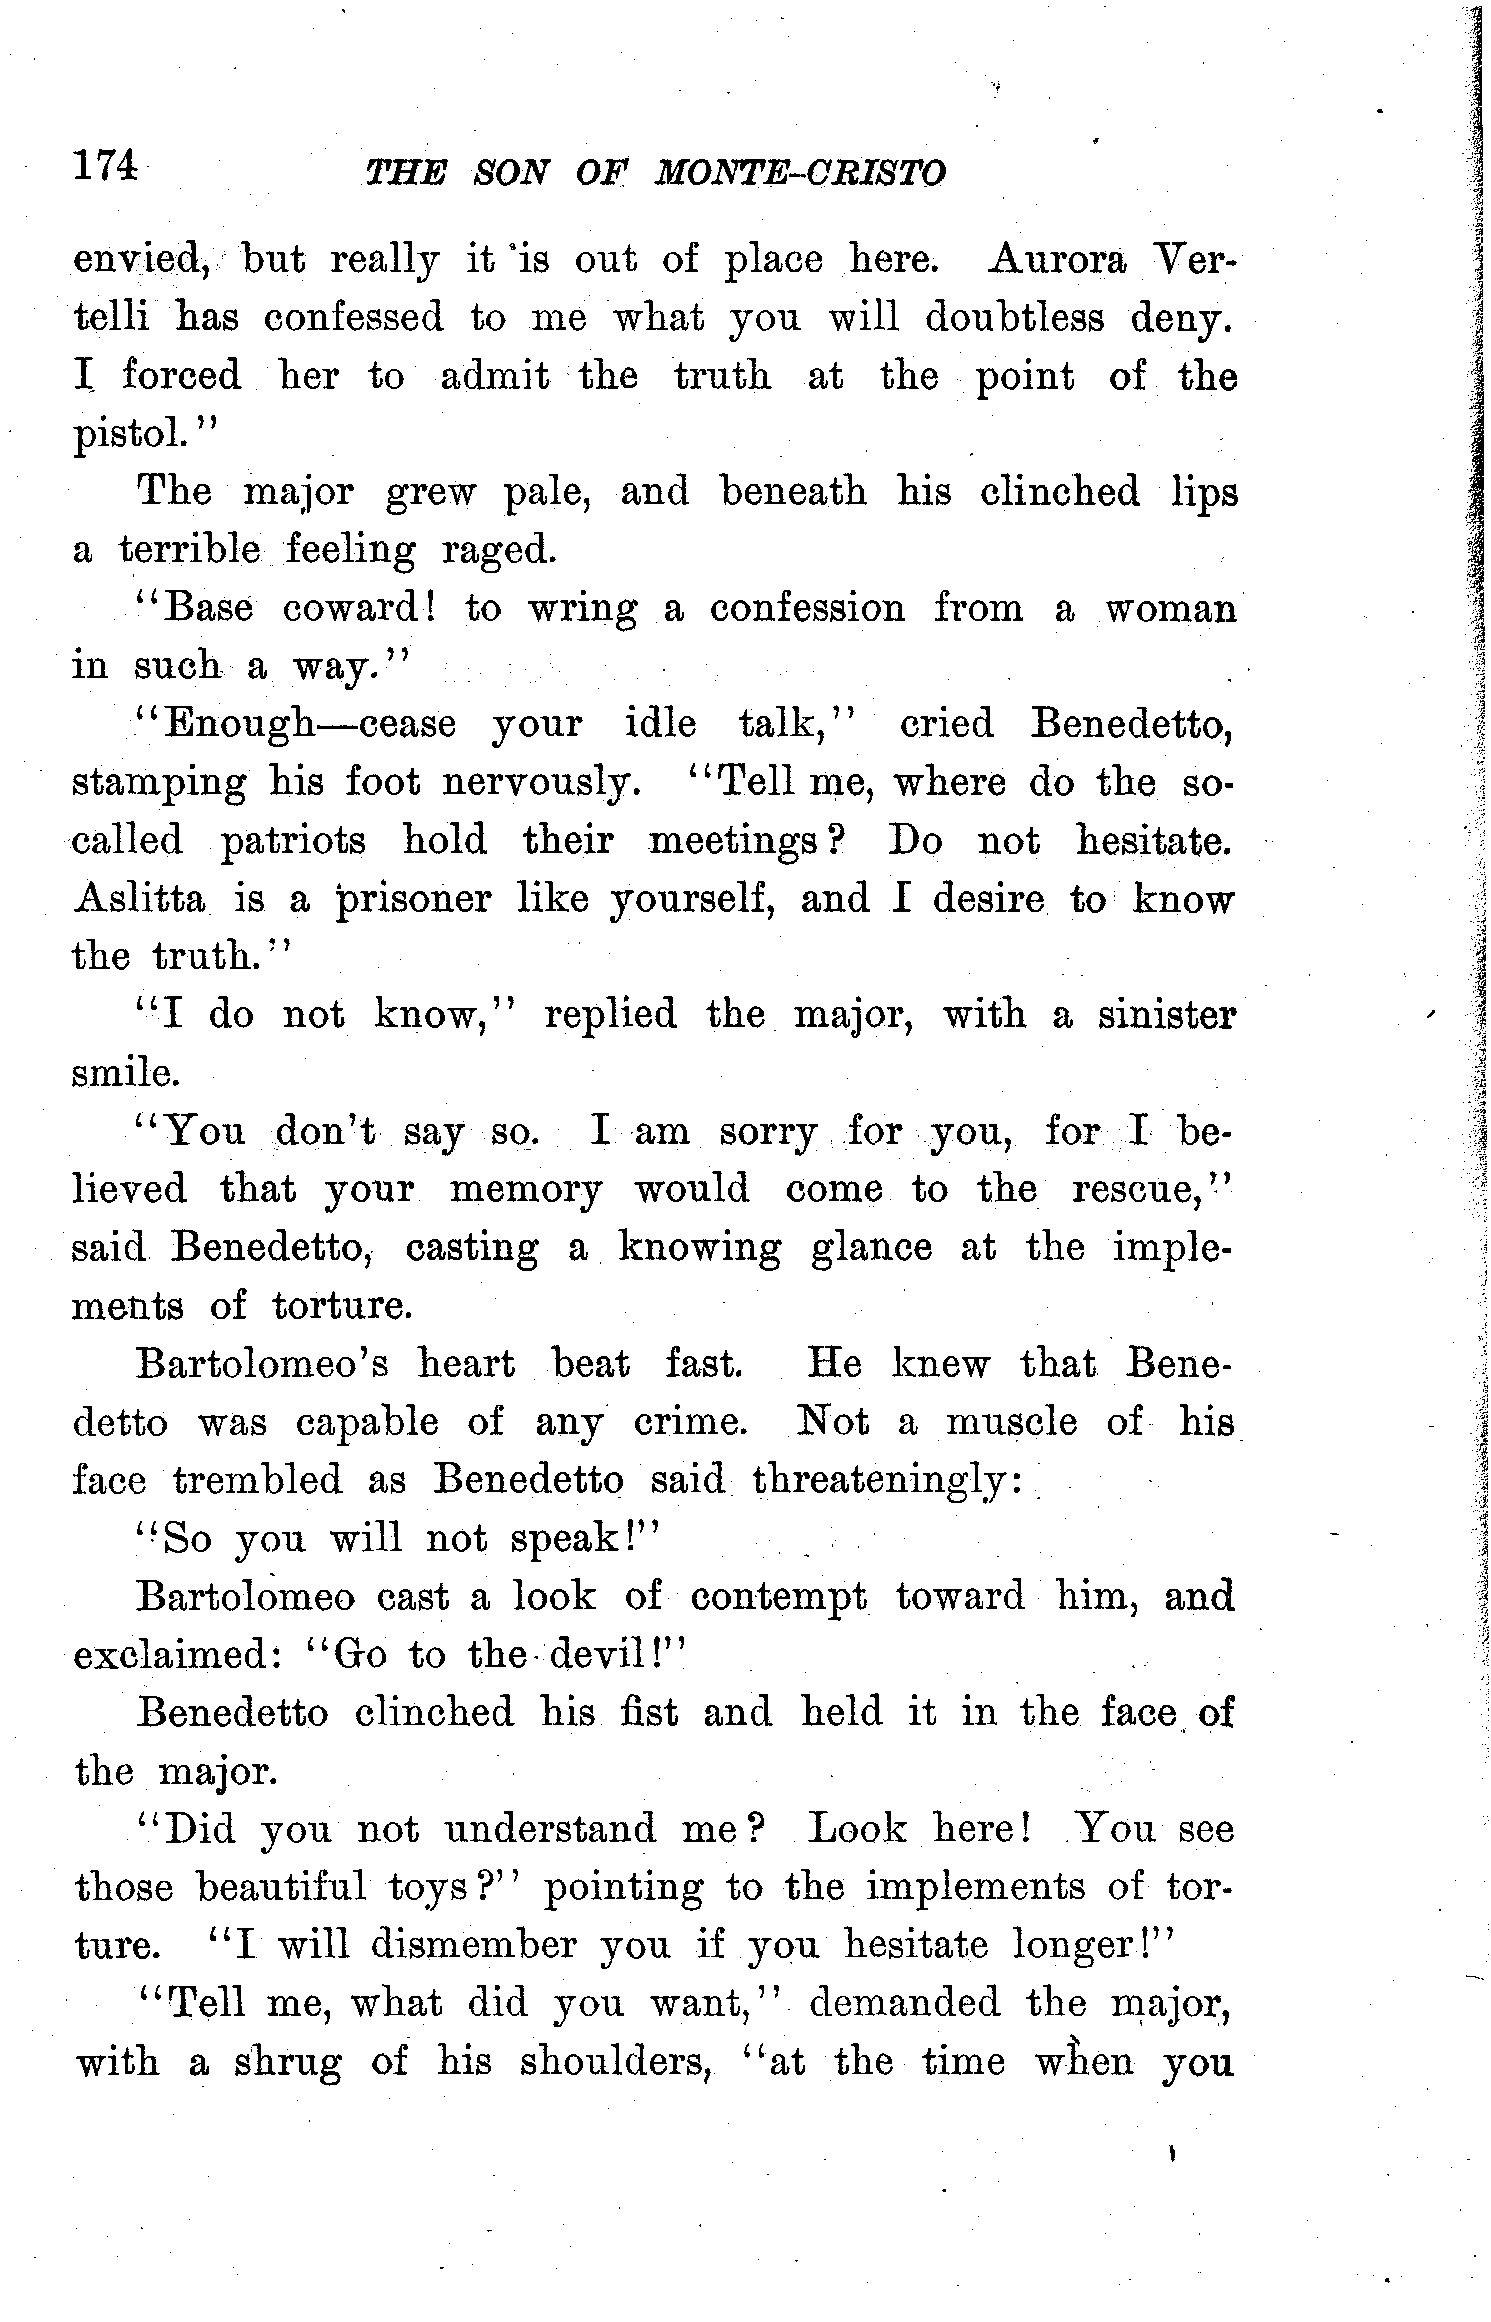 174 THE SON OF MONTE-CRISTO
envied, but really it is out of place here. Aurora Ver-
telli has confessed to me what you will doubtless deny.
I forced her to admit the truth at the point of the
pistol."
The major grew pale, and beneath his clinched lips
a terrible feeling raged.
"Base coward! to wring a confession from a woman
in such a way."
"Enough—cease your idle talk," cried Benedetto,
stamping his foot nervously. "Tell me, where do the so-
called patriots hold their meetings? Do not hesitate.
Aslitta is a prisoner like yourself, and I desire to know
the truth."
"I do not know," replied the major, with a sinister
smile.
"You don't say so. I am sorry for you, for I be-
lieved that your memory would come to the rescue,"
said Benedetto, casting a knowing glance at the imple-
ments of torture.
Bartolomeo's heart beat fast. He knew that Bene-
detto was capable of any crime. Not a muscle of his
face trembled as Benedetto said threateningly:
"So you will not speak!"
Bartolomeo cast a look of contempt toward him, and
exclaimed: "Go to the devil!"
Benedetto clinched his fist and held it in the face of
the major.
"Did you not understand me? Look here! You see
those beautiful toys?" pointing to the implements of tor-
ture. "I will dismember you if you hesitate longer!"
"Tell me, what did you want," demanded the major,
with a shrug of his shoulders, "at the time when you